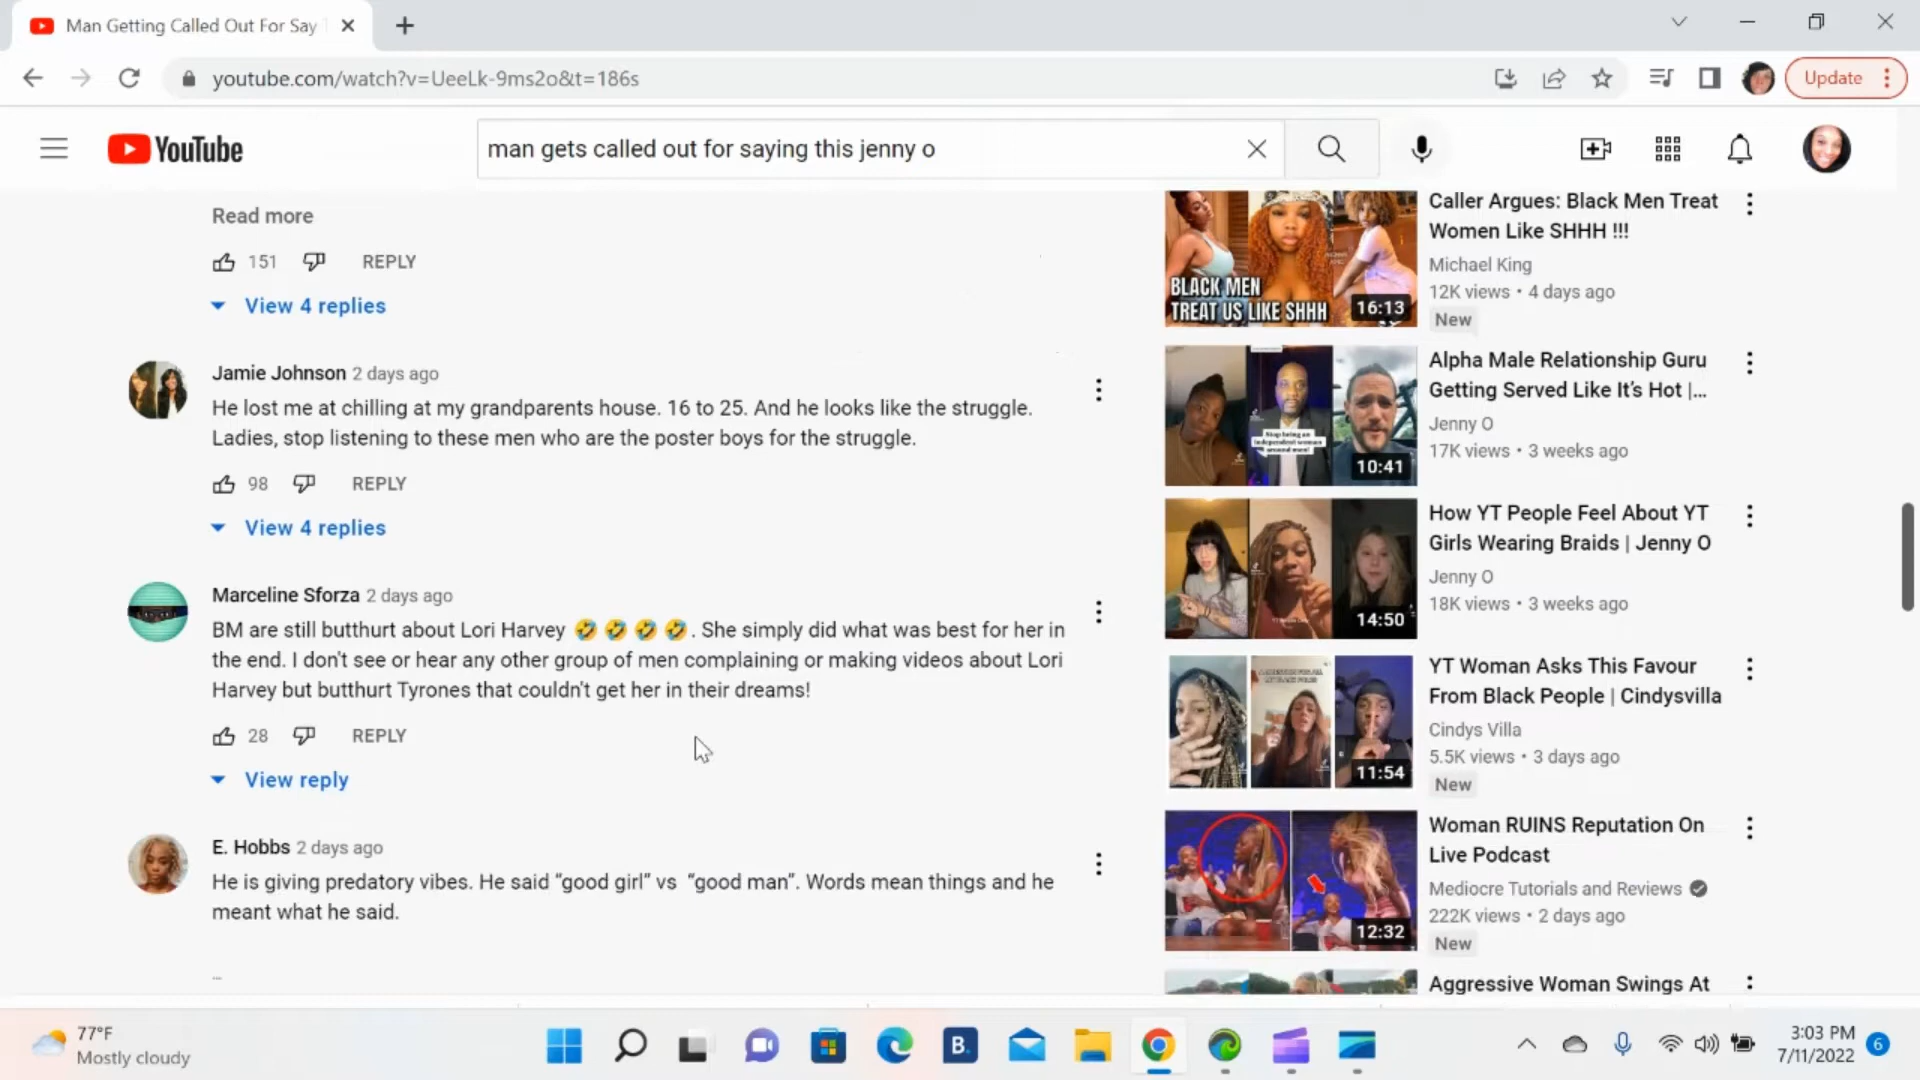 Man Getting Called Out For Say
youtube.com/watch?v=UeeLk-9ms2o&t=186s
Update
YouTube
man gets called out for saying this jenny o
Read more
151 REPLY
View 4 replies
Jamie Johnson 2 days ago
He lost me at chilling at my grandparents house. 16 to 25. And he looks like the struggle.
Ladies, stop listening to these men who are the poster boys for the struggle.
98 REPLY
View 4 replies
Marceline Sforza 2 days ago
BM are still butthurt about Lori Harvey 🤣🤣🤣🤣. She simply did what was best for her in
the end. I don't see or hear any other group of men complaining or making videos about Lori
Harvey but butthurt Tyrones that couldn't get her in their dreams!
28 REPLY
View reply
E. Hobbs 2 days ago
He is giving predatory vibes. He said “good girl” vs “good man”. Words mean things and he
meant what he said.
...
BLACK MEN
TREAT US LIKE SHHH
16:13
Caller Argues: Black Men Treat
Women Like SHHH !!!
Michael King
12K views • 4 days ago
New
Stop being an
independent woman
around men!
10:41
Alpha Male Relationship Guru
Getting Served Like It’s Hot |...
Jenny O
17K views • 3 weeks ago
14:50
How YT People Feel About YT
Girls Wearing Braids | Jenny O
Jenny O
18K views • 3 weeks ago
11:54
YT Woman Asks This Favour
From Black People | Cindysvilla
Cindys Villa
5.5K views • 3 days ago
New
12:32
Woman RUINS Reputation On
Live Podcast
Mediocre Tutorials and Reviews
222K views • 2 days ago
New
Aggressive Woman Swings At
77°F
Mostly cloudy
B.
3:03 PM
7/11/2022
6